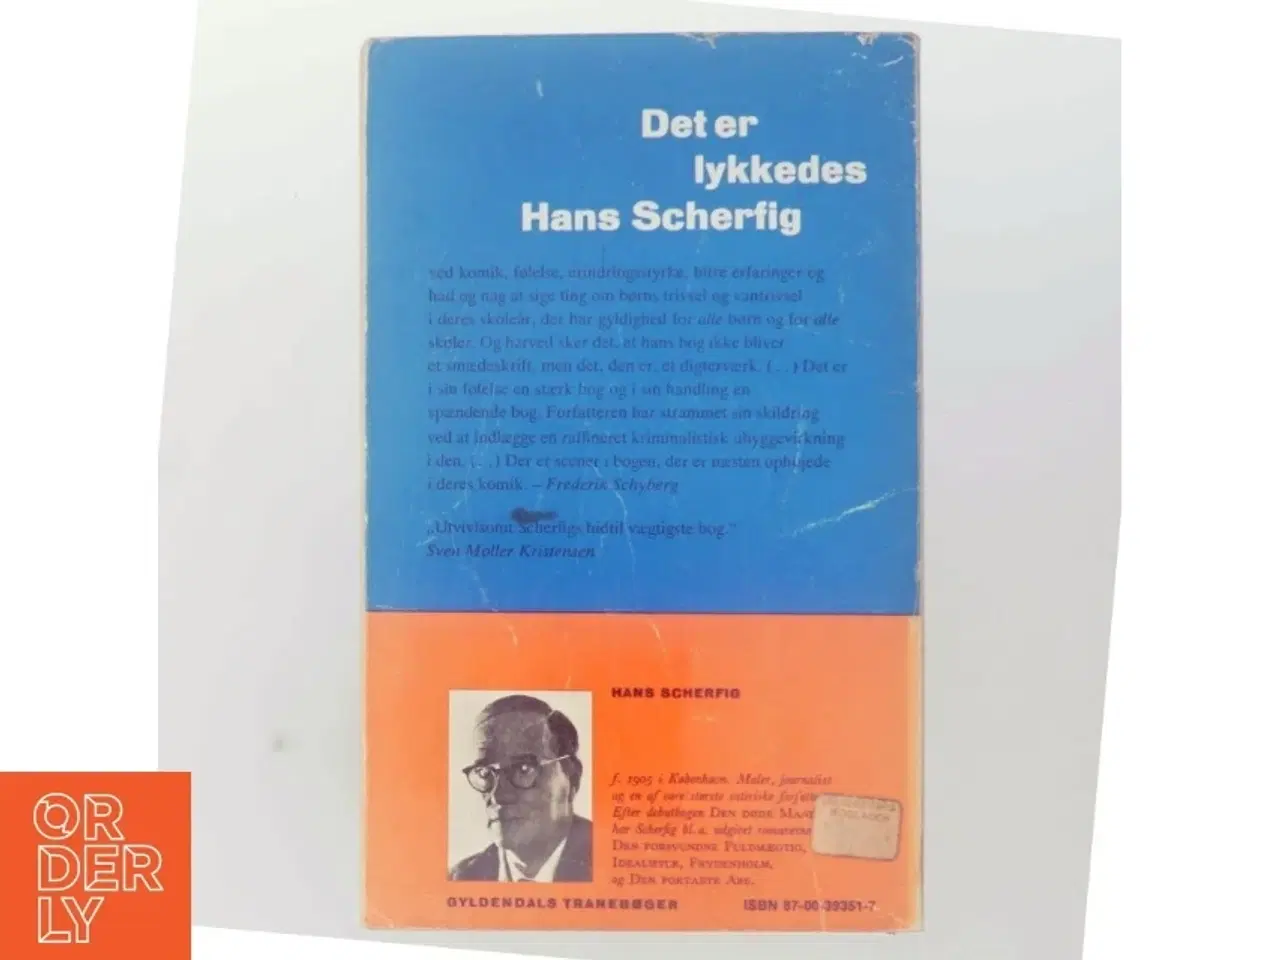 Det er
lykkedes
Hans Scherfig
ved komik, følelse, erindringsstyrke, bitre erfaringer og
had og nag at sige ting om børns trivsel og vantrivsel
i deres skoleår, der har gyldighed for alle børn og for alle
skoler. Og herved sker det, at hans bog ikke bliver
et smædeskrift, men det, den er, et digterværk. (...) Det er
i sin følelse en stærk bog og i sin handling en
spændende bog. Forfatteren har strammet sin skildring
ved at indlægge en raffineret kriminalistisk uhyggevirkning
i den. (...) Der er scener i bogen, der er næsten ophøjede
i deres komik. – Frederik Schyberg
„Utvivlsomt Scherfigs hidtil vægtigste bog.“
Sven Møller Kristensen
HANS SCHERFIG
f. 1905 i København. Maler, journalist
og en af vore største satiriske
Efter debutbogen DEN DØDE
har Scherfig bl.a. udgivet romanerne
DEN FORSVUNDNE FULDMÆGTIG,
IDEALISTER, FRYDENHOLM,
og DEN FORTABTE ABE.
GYLDENDALS TRANEBØGER
ISBN 87-00-39351-7
OR
DER
LY